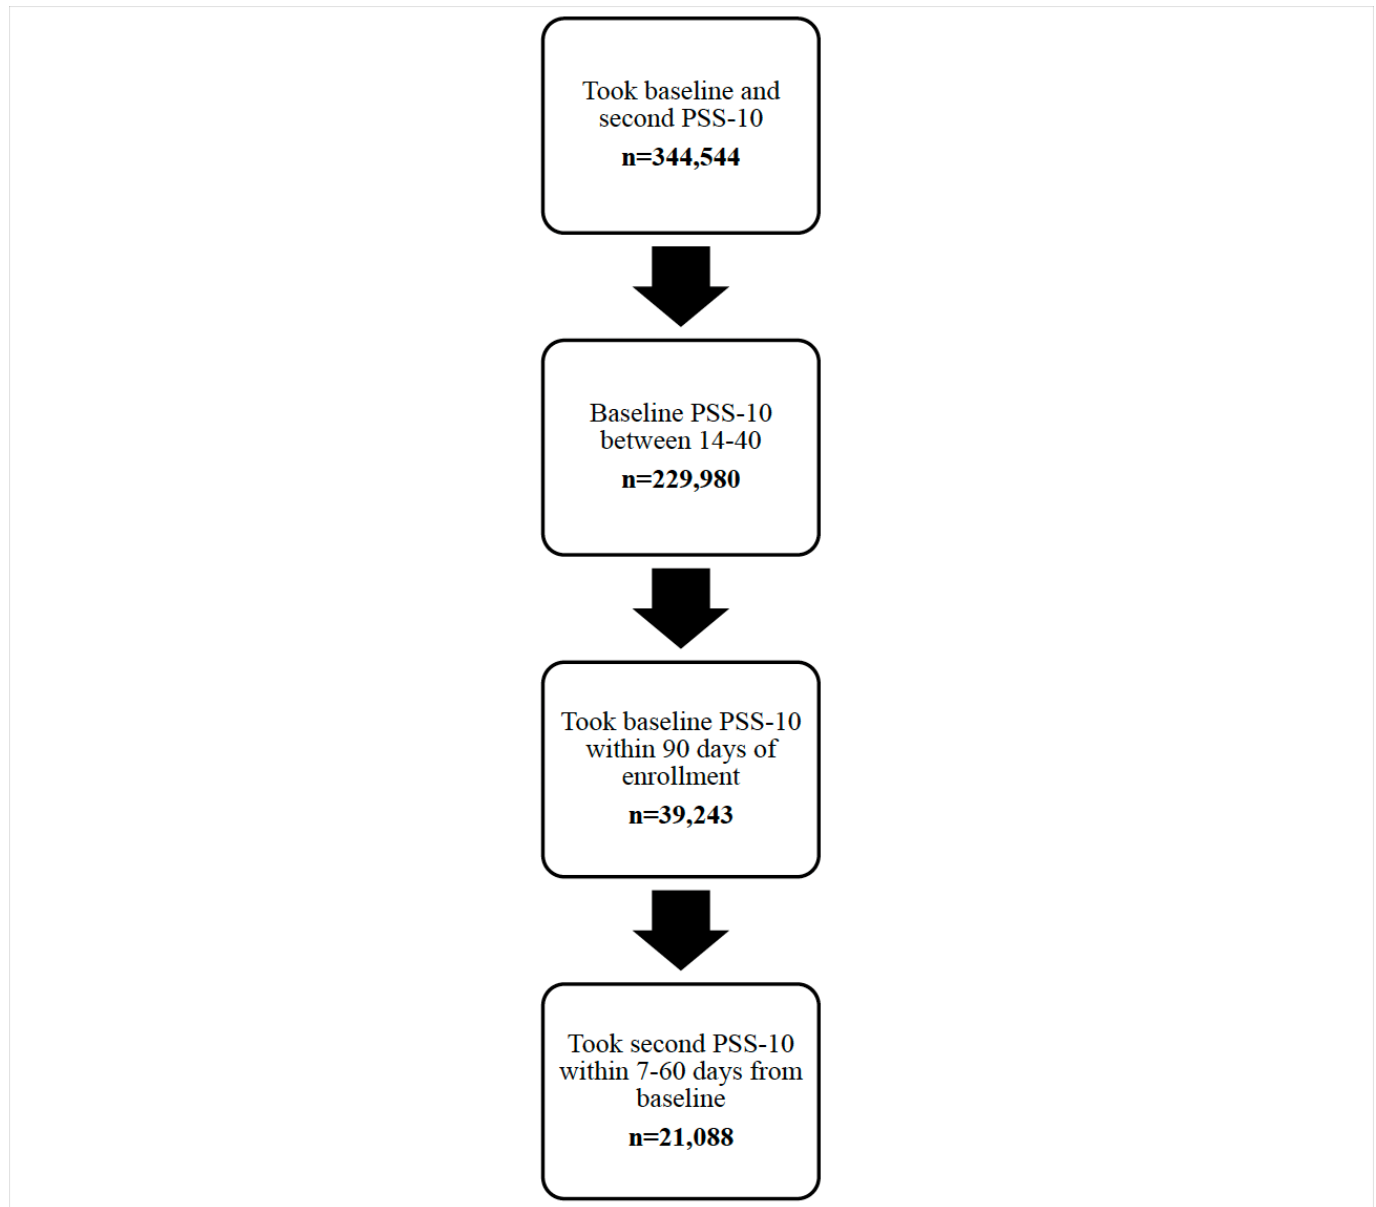 Took baseline and
second PSS-10
n=344,544
Baseline PSS-10
between 14-40
n=229,980
Took baseline PSS-10
within 90 days of
enrollment
n=39,243
Took second PSS-10
within 7-60 days from
baseline
n=21,088